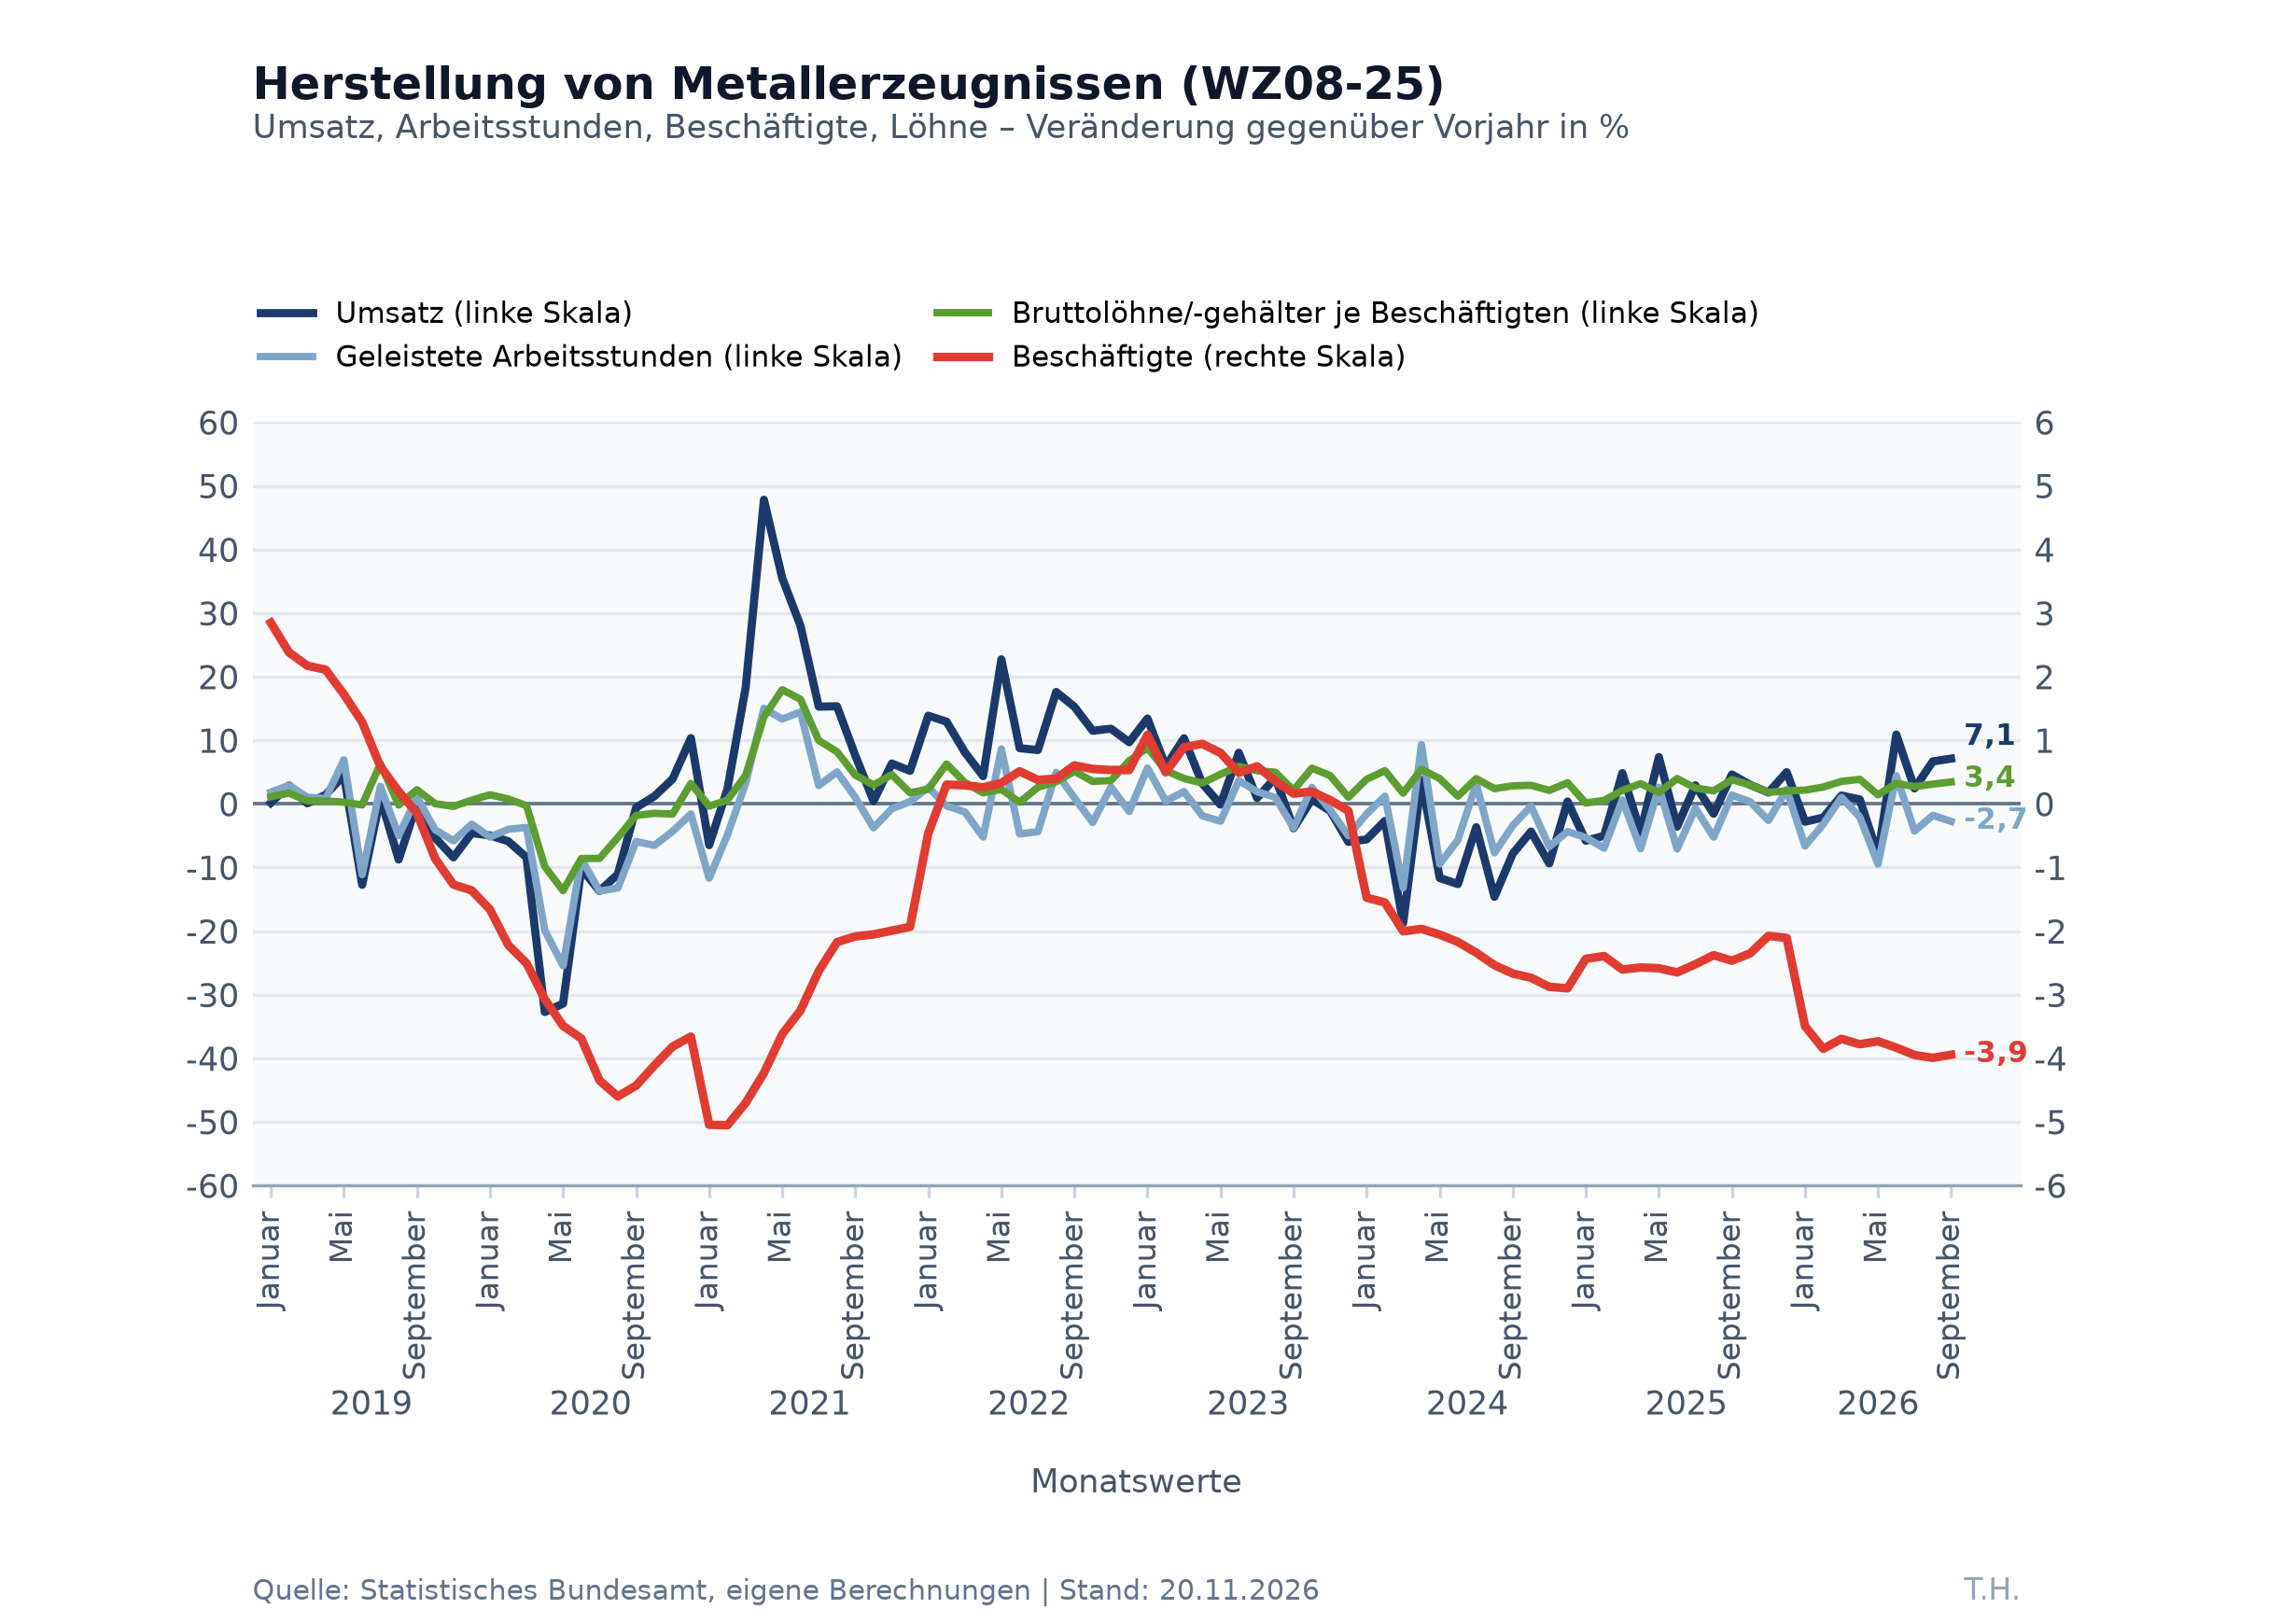 Herstellung von Metallerzeugnissen (WZ08-25)
Umsatz, Arbeitsstunden, Beschäftigte, Löhne – Veränderung gegenüber Vorjahr in %
Umsatz (linke Skala)
Geleistete Arbeitsstunden (linke Skala)
Bruttolöhne/-gehälter je Beschäftigten (linke Skala)
Beschäftigte (rechte Skala)
60
50
40
30
20
10
0
-10
-20
-30
-40
-50
-60
6
5
4
3
2
1
0
-1
-2
-3
-4
-5
-6
7,1
3,4
-2,7
-3,9
Januar
Mai
September
Januar
Mai
September
Januar
Mai
September
Januar
Mai
September
Januar
Mai
September
Januar
Mai
September
Januar
Mai
September
Januar
Mai
September
2019
2020
2021
2022
2023
2024
2025
2026
Monatswerte
Quelle: Statistisches Bundesamt, eigene Berechnungen | Stand: 20.11.2026
T.H.